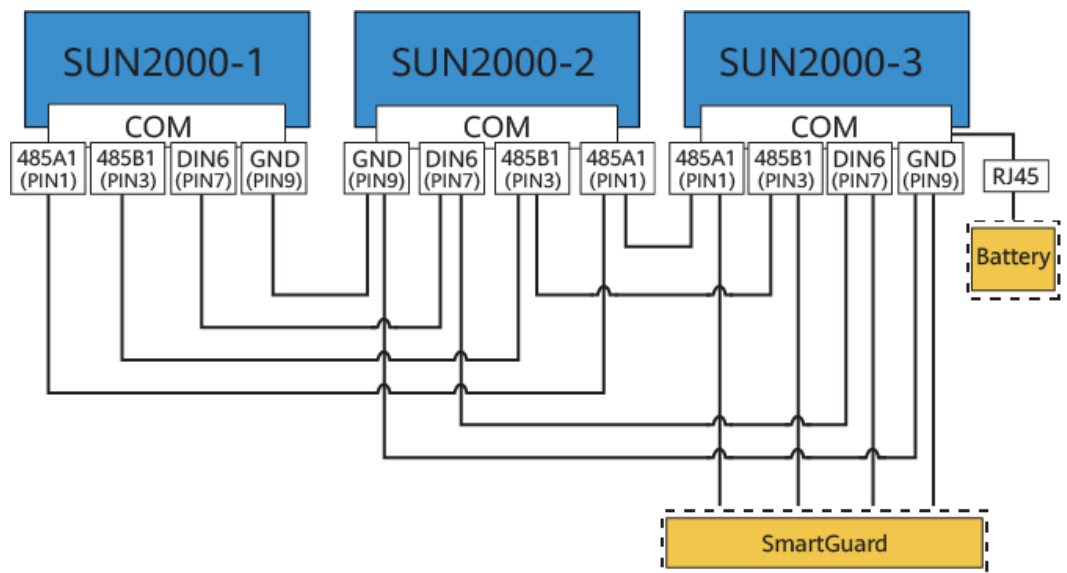 SUN2000-1
SUN2000-2
SUN2000-3
COM
COM
COM
485A1
(PIN1)
485B1
(PIN3)
DIN6
(PIN7)
GND
(PIN9)
GND
(PIN9)
DIN6
(PIN7)
485B1
(PIN3)
485A1
(PIN1)
485A1
(PIN1)
485B1
(PIN3)
DIN6
(PIN7)
GND
(PIN9)
RJ45
Battery
SmartGuard